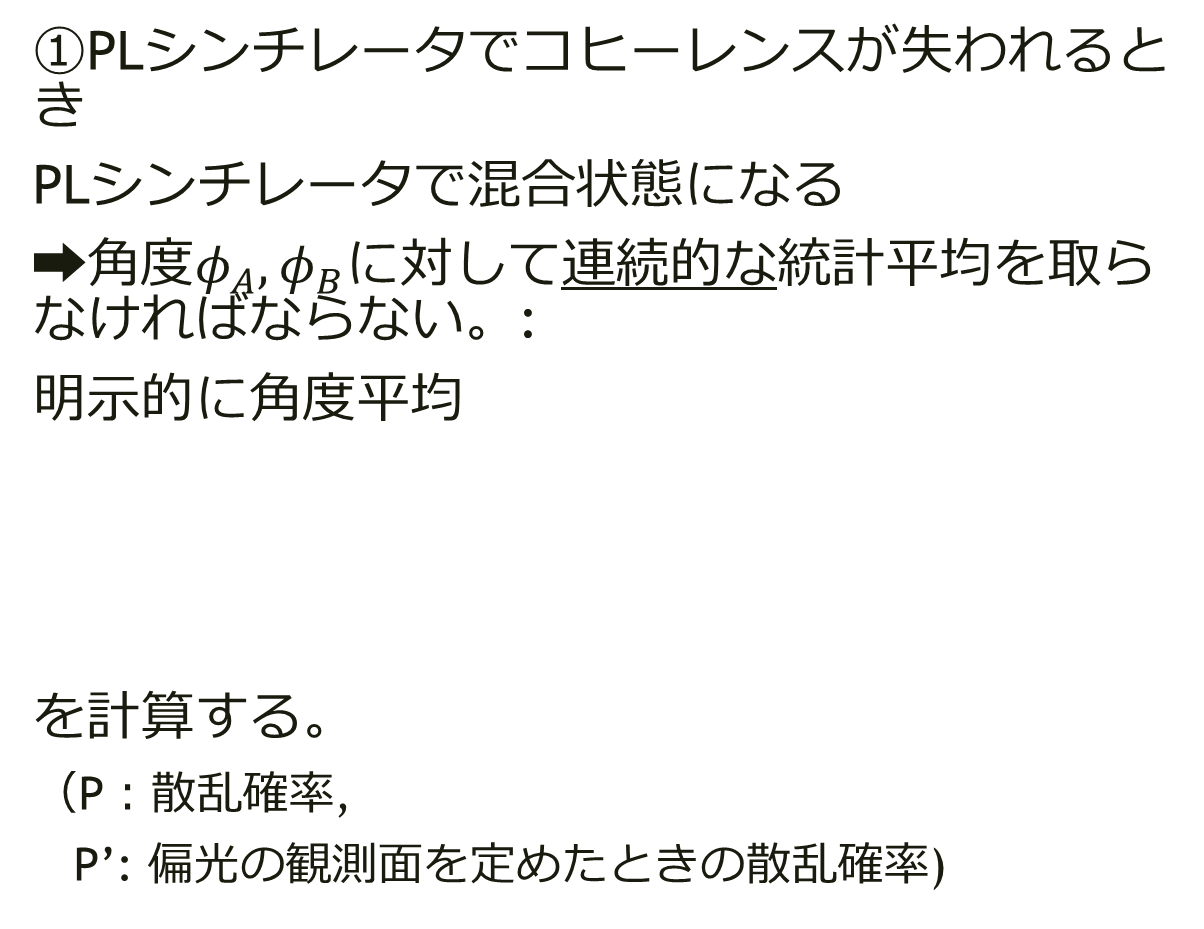 ①PLシンチレータでコヒーレンスが失われると
き
PLシンチレータで混合状態になる
➡角度𝜙_A, 𝜙_Bに対して連続的な統計平均を取ら
なければならない。:
明示的に角度平均
を計算する。
（P：散乱確率,
P’: 偏光の観測面を定めたときの散乱確率)